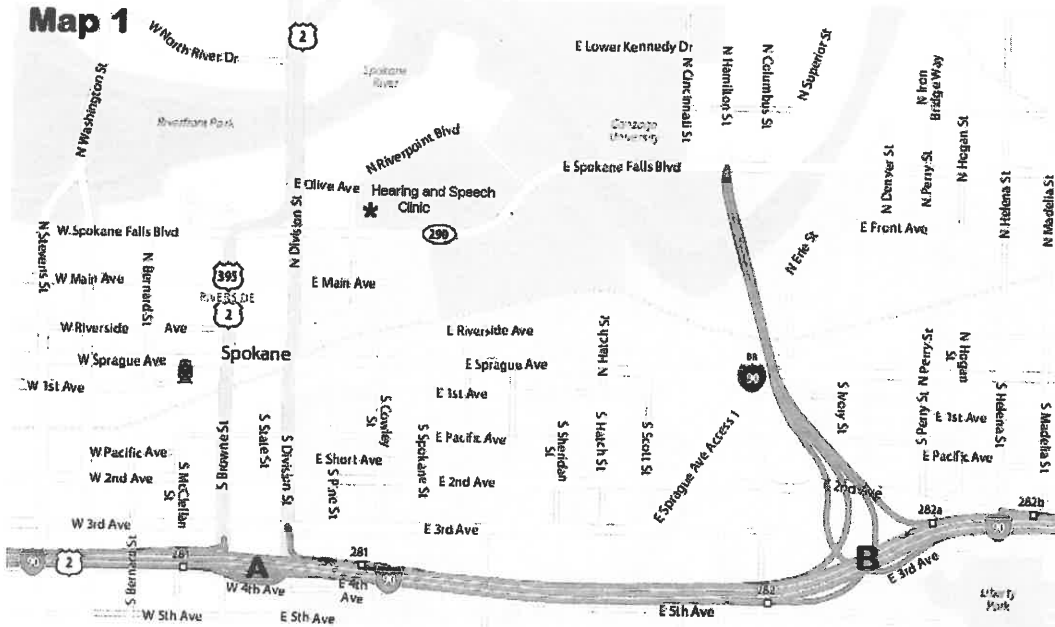 Map 1
W North River Dr
2
E Lower Kennedy Dr
N Washington St
Spokane
River
N Cincinnati St
N Hamilton St
N Columbus St
N Superior St
N Iron
Bridge Way
Riverfront Park
Gonzaga
University
N Riverpoint Blvd
E Spokane Falls Blvd
N Denver St
N Perry St
N Hogan St
N Helena St
N Madelia St
E Olive Ave
Hearing and Speech
Clinic
*
N Division St
290
N Stevens St
W Spokane Falls Blvd
E Front Ave
N Erie St
W Main Ave
N Bernard St
395
RIVERSIDE
2
E Main Ave
W Riverside Ave
E Riverside Ave
N Hatch St
N Perry St
N Hogan
St
W Sprague Ave
Spokane
E Sprague Ave
BR
90
W 1st Ave
E 1st Ave
S Cowley
St
S Ivory St
S Perry St
E 1st Ave
S Helena St
S Madelia St
W Pacific Ave
S Browne St
S State St
S Division St
E Pacific Ave
S Spokane St
S Sheridan
St
S Hatch St
S Scott St
E Sprague Ave Access
E Pacific Ave
W 2nd Ave
S McClellan
St
E Short Ave
S Pine St
E 2nd Ave
2nd Ave
W 3rd Ave
E 3rd Ave
282a
90
282b
90
2
S Bernard St
281
A
281
90
B
E 3rd Ave
W 4th Ave
E 4th
Ave
282
Liberty
Park
W 5th Ave
E 5th Ave
E 5th Ave